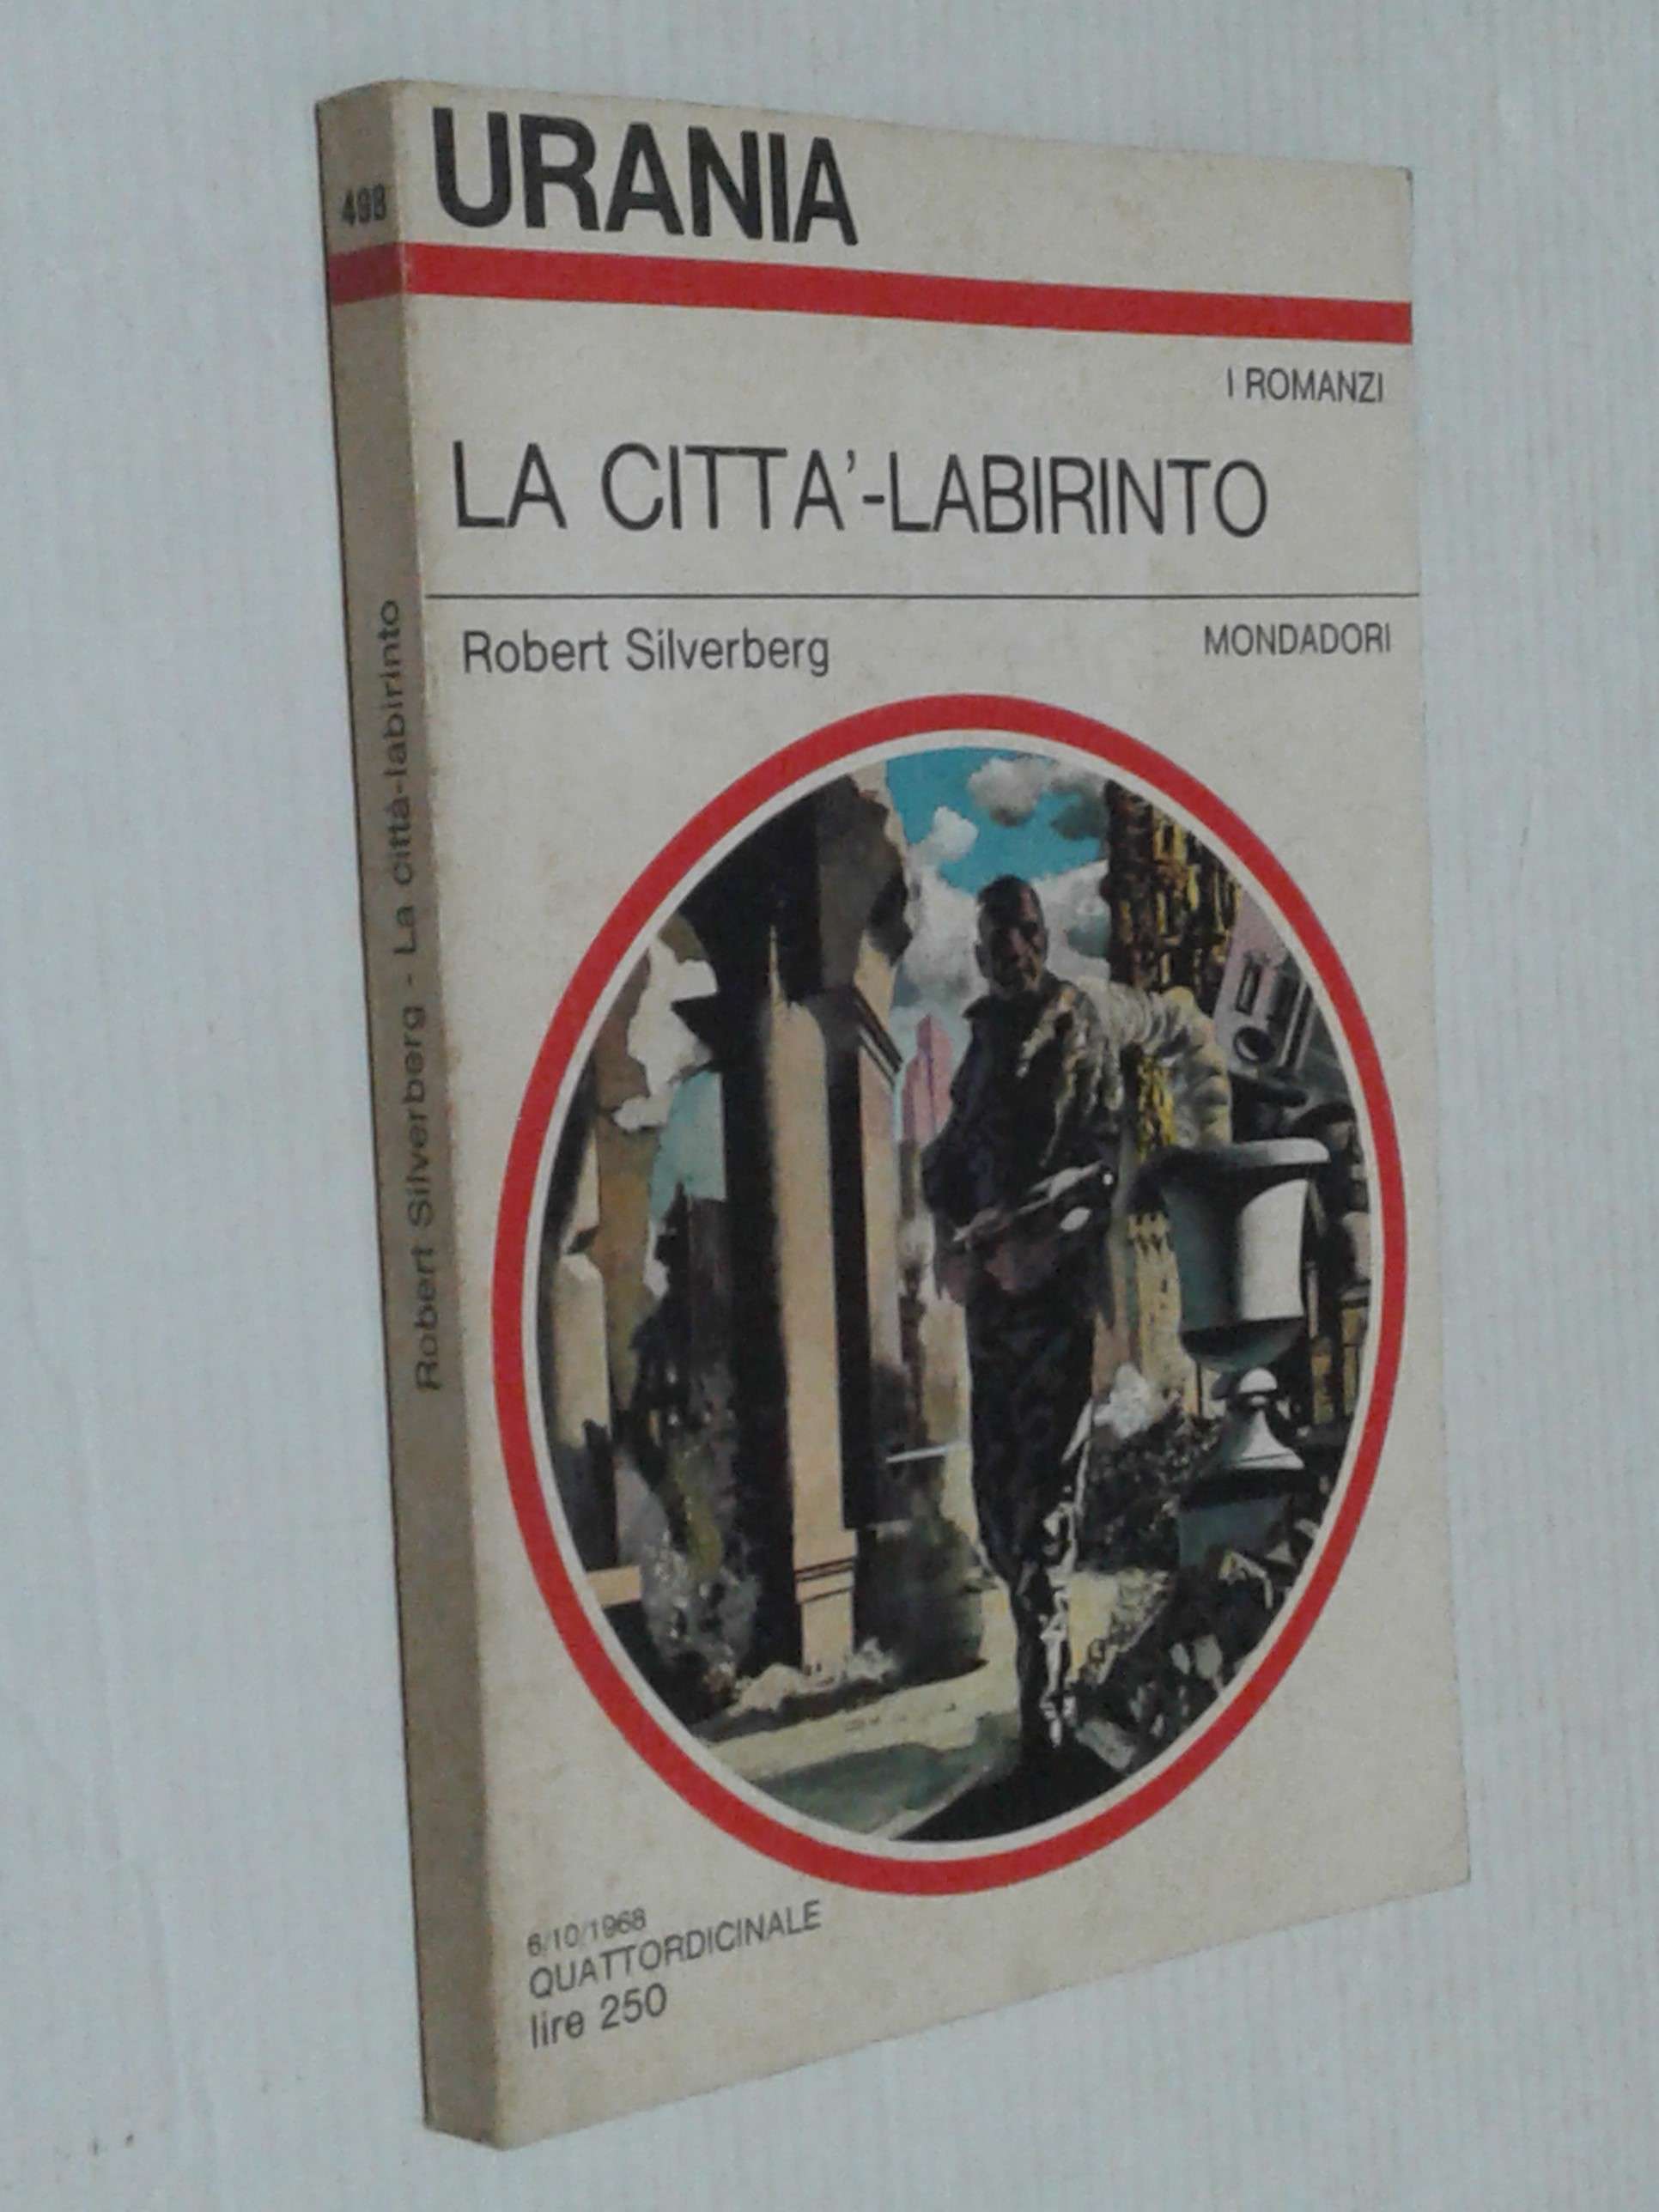 498
URANIA
I ROMANZI
LA CITTA'-LABIRINTO
Robert Silverberg
MONDADORI
Robert Silverberg - La città-labirinto
6/10/1968
QUATTORDICINALE
lire 250